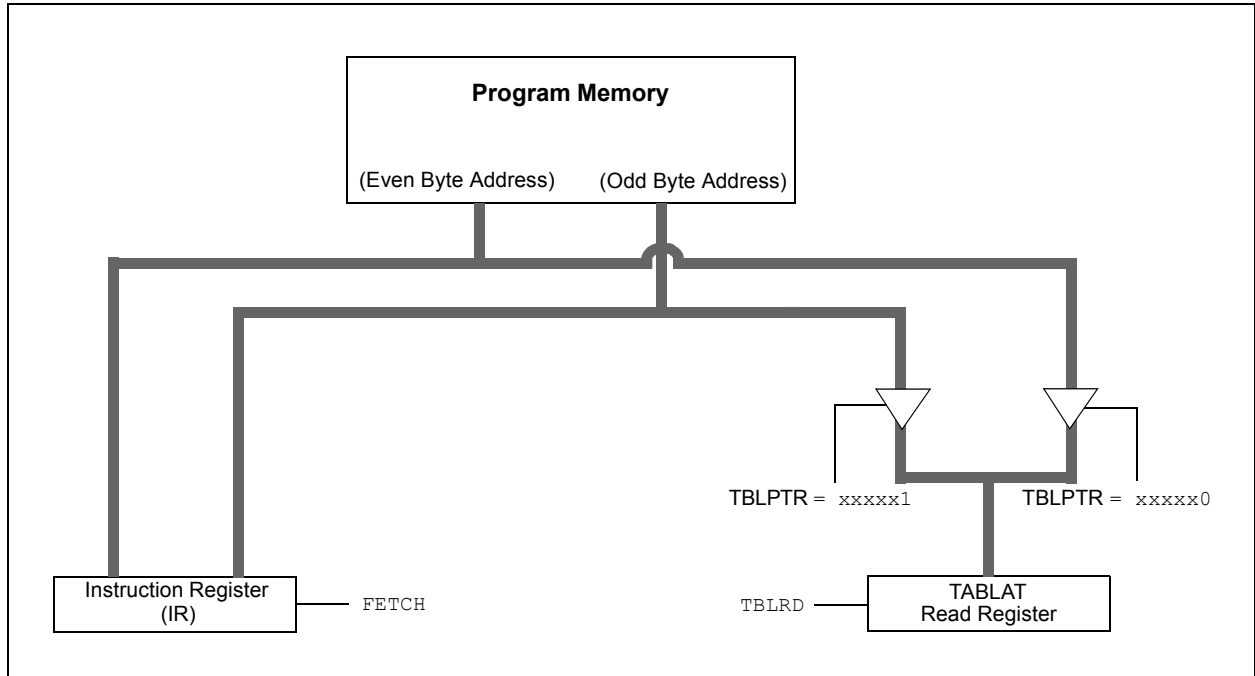 Program Memory
(Even Byte Address) (Odd Byte Address)
TBLPTR = xxxxx1 TBLPTR = xxxxx0
Instruction Register
(IR)
FETCH
TBLRD
TABLAT
Read Register